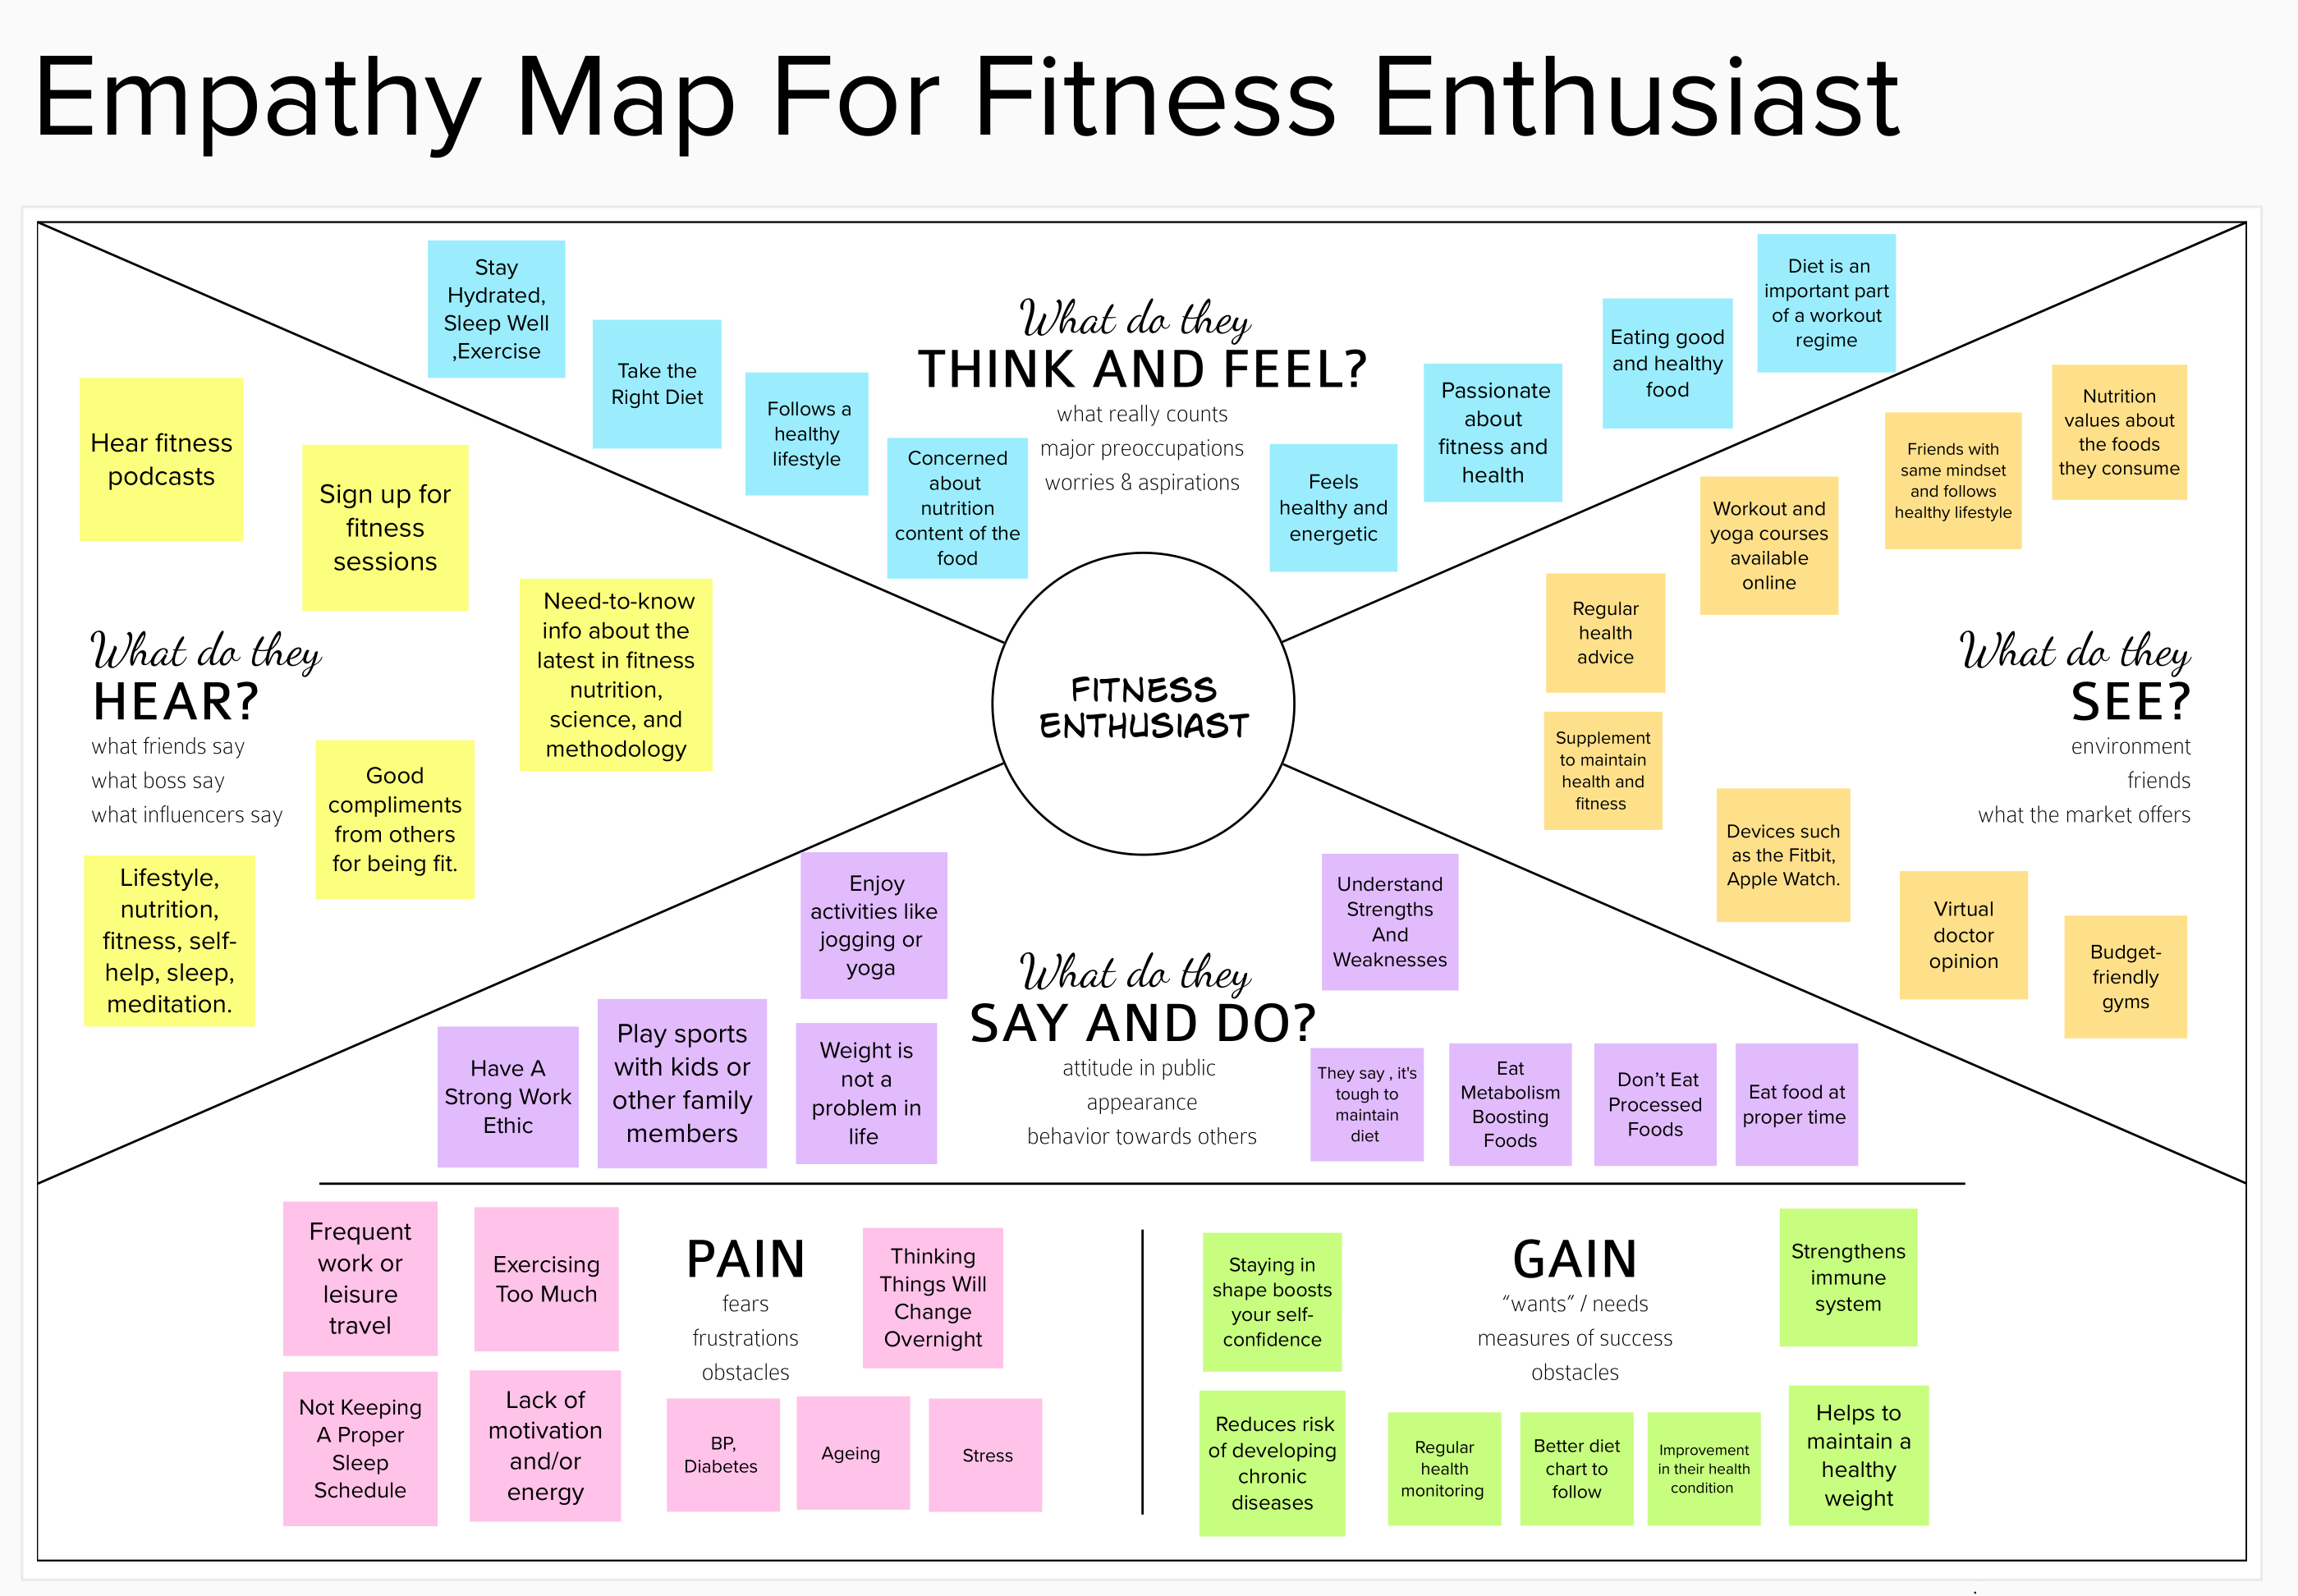 Empathy Map For Fitness Enthusiast
What do they
THINK AND FEEL?
what really counts
major preoccupations
worries & aspirations
Stay
Hydrated,
Sleep Well
,Exercise
Take the
Right Diet
Follows a
healthy
lifestyle
Concerned
about
nutrition
content of the
food
Feels
healthy and
energetic
Passionate
about
fitness and
health
Eating good
and healthy
food
Diet is an
important part
of a workout
regime
What do they
HEAR?
what friends say
what boss say
what influencers say
Hear fitness
podcasts
Sign up for
fitness
sessions
Need-to-know
info about the
latest in fitness
nutrition,
science, and
methodology
Good
compliments
from others
for being fit.
Lifestyle,
nutrition,
fitness, self-
help, sleep,
meditation.
FITNESS
ENTHUSIAST
What do they
SEE?
environment
friends
what the market offers
Nutrition
values about
the foods
they consume
Friends with
same mindset
and follows
healthy lifestyle
Workout and
yoga courses
available
online
Regular
health
advice
Supplement
to maintain
health and
fitness
Devices such
as the Fitbit,
Apple Watch.
Virtual
doctor
opinion
Budget-
friendly
gyms
What do they
SAY AND DO?
attitude in public
appearance
behavior towards others
Enjoy
activities like
jogging or
yoga
Understand
Strengths
And
Weaknesses
Have A
Strong Work
Ethic
Play sports
with kids or
other family
members
Weight is
not a
problem in
life
They say , it's
tough to
maintain
diet
Eat
Metabolism
Boosting
Foods
Don’t Eat
Processed
Foods
Eat food at
proper time
PAIN
fears
frustrations
obstacles
Frequent
work or
leisure
travel
Exercising
Too Much
Thinking
Things Will
Change
Overnight
Not Keeping
A Proper
Sleep
Schedule
Lack of
motivation
and/or
energy
BP,
Diabetes
Ageing
Stress
GAIN
“wants” / needs
measures of success
obstacles
Staying in
shape boosts
your self-
confidence
Strengthens
immune
system
Reduces risk
of developing
chronic
diseases
Regular
health
monitoring
Better diet
chart to
follow
Improvement
in their health
condition
Helps to
maintain a
healthy
weight